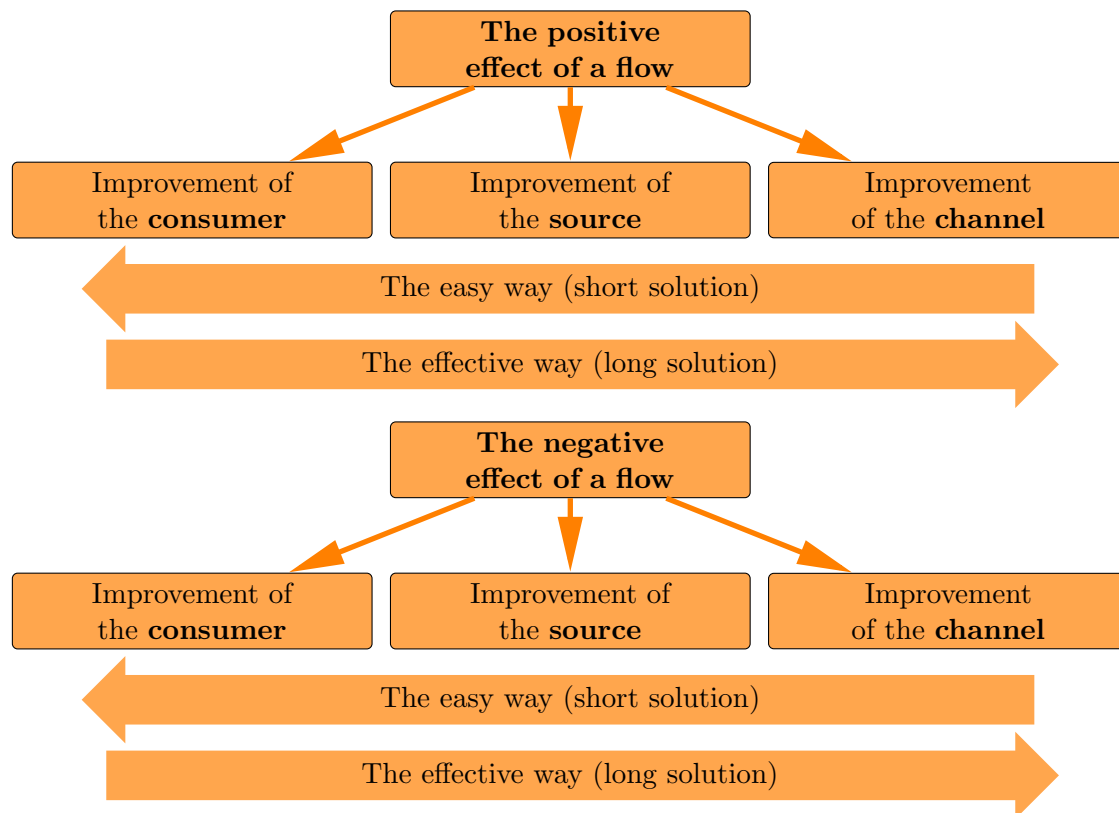 The positive
effect of a flow
Improvement of
the consumer
Improvement of
the source
Improvement
of the channel
The easy way (short solution)
The effective way (long solution)
The negative
effect of a flow
Improvement of
the consumer
Improvement of
the source
Improvement
of the channel
The easy way (short solution)
The effective way (long solution)